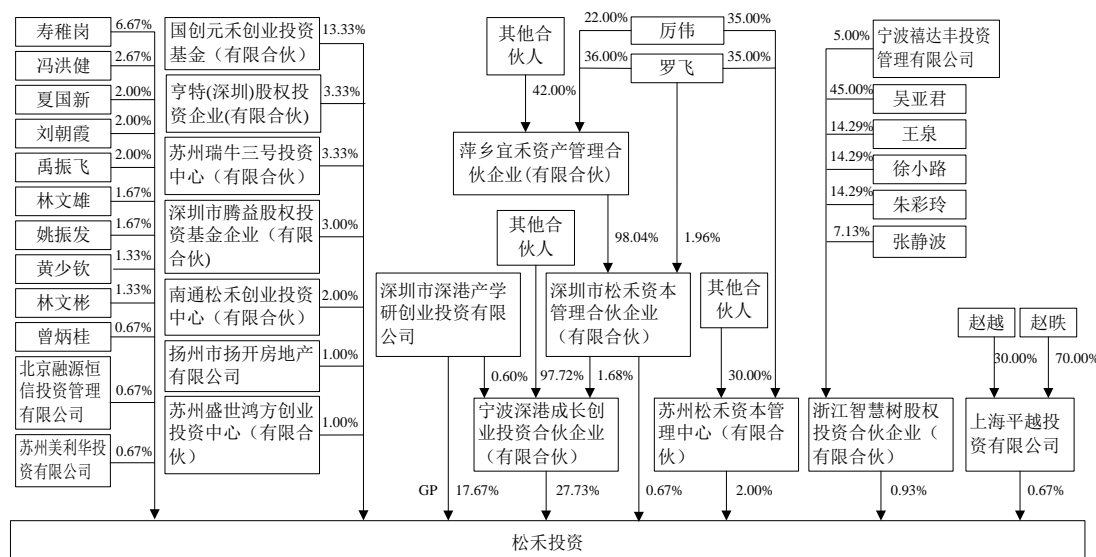 寿稚岗
6.67%
冯洪健
2.67%
夏国新
2.00%
刘朝霞
2.00%
禹振飞
2.00%
林文雄
1.67%
姚振发
1.67%
黄少钦
1.33%
林文彬
1.33%
曾炳桂
0.67%
北京融源恒
信投资管理
有限公司
0.67%
苏州美利华投
资有限公司
0.67%
国创元禾创业投资
基金（有限合伙）
13.33%
亨特(深圳)股权投
资企业(有限合伙)
3.33%
苏州瑞牛三号投资
中心（有限合伙）
3.33%
深圳市腾益股权投
资基金企业（有限
合伙)
3.00%
南通松禾创业投资
中心（有限合伙）
2.00%
扬州市扬开房地产
有限公司
1.00%
苏州盛世鸿方创业
投资中心（有限合
伙）
1.00%
其他合
伙人
42.00%
22.00%
厉伟
35.00%
36.00%
罗飞
35.00%
萍乡宜禾资产管理合
伙企业(有限合伙)
其他合
伙人
98.04%
1.96%
深圳市深港产学
研创业投资有限
公司
深圳市松禾资本
管理合伙企业
（有限合伙）
其他合
伙人
0.60%
97.72%
1.68%
30.00%
宁波深港成长创
业投资合伙企业
（有限合伙）
苏州松禾资本管
理中心（有限合
伙）
5.00%
宁波禧达丰投资
管理有限公司
45.00%
吴亚君
14.29%
王泉
14.29%
徐小路
14.29%
朱彩玲
7.13%
张静波
浙江智慧树股权
投资合伙企业（
有限合伙）
赵越
赵昳
30.00%
70.00%
上海平越投
资有限公司
GP
17.67%
27.73%
0.67%
2.00%
0.93%
0.67%
松禾投资